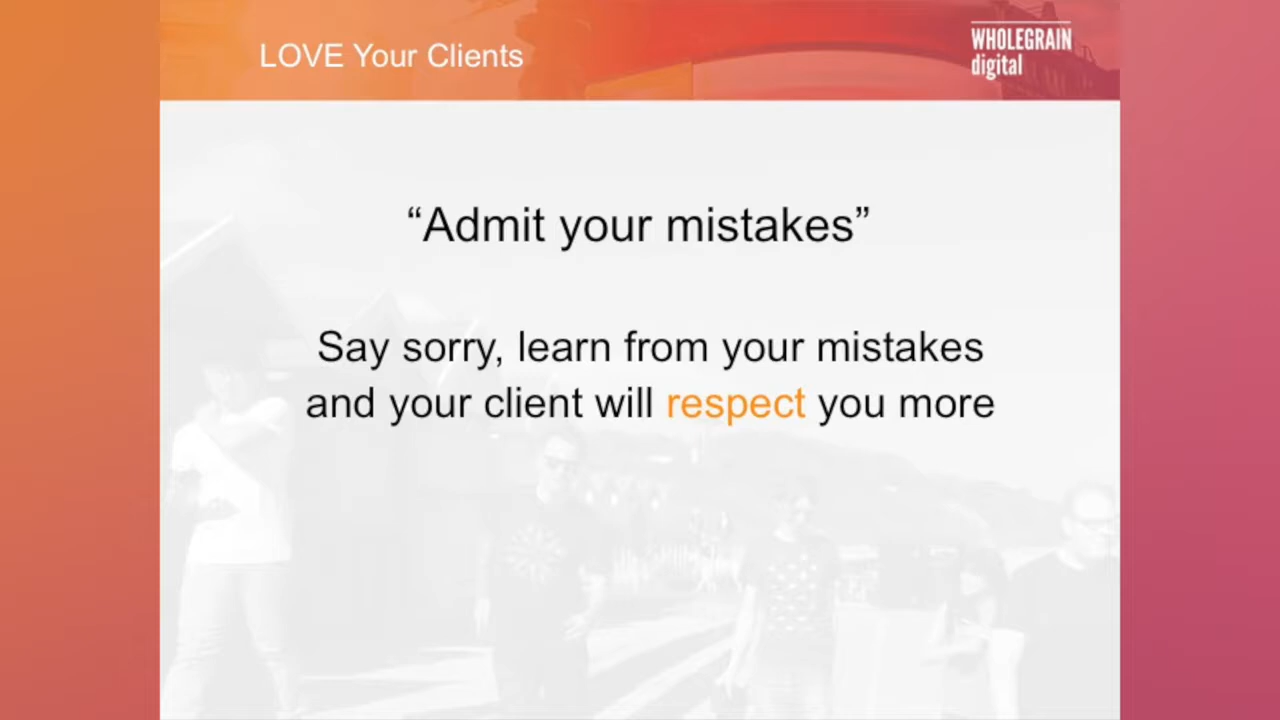 LOVE Your Clients
WHOLEGRAIN
digital
“Admit your mistakes”
Say sorry, learn from your mistakes
and your client will respect you more